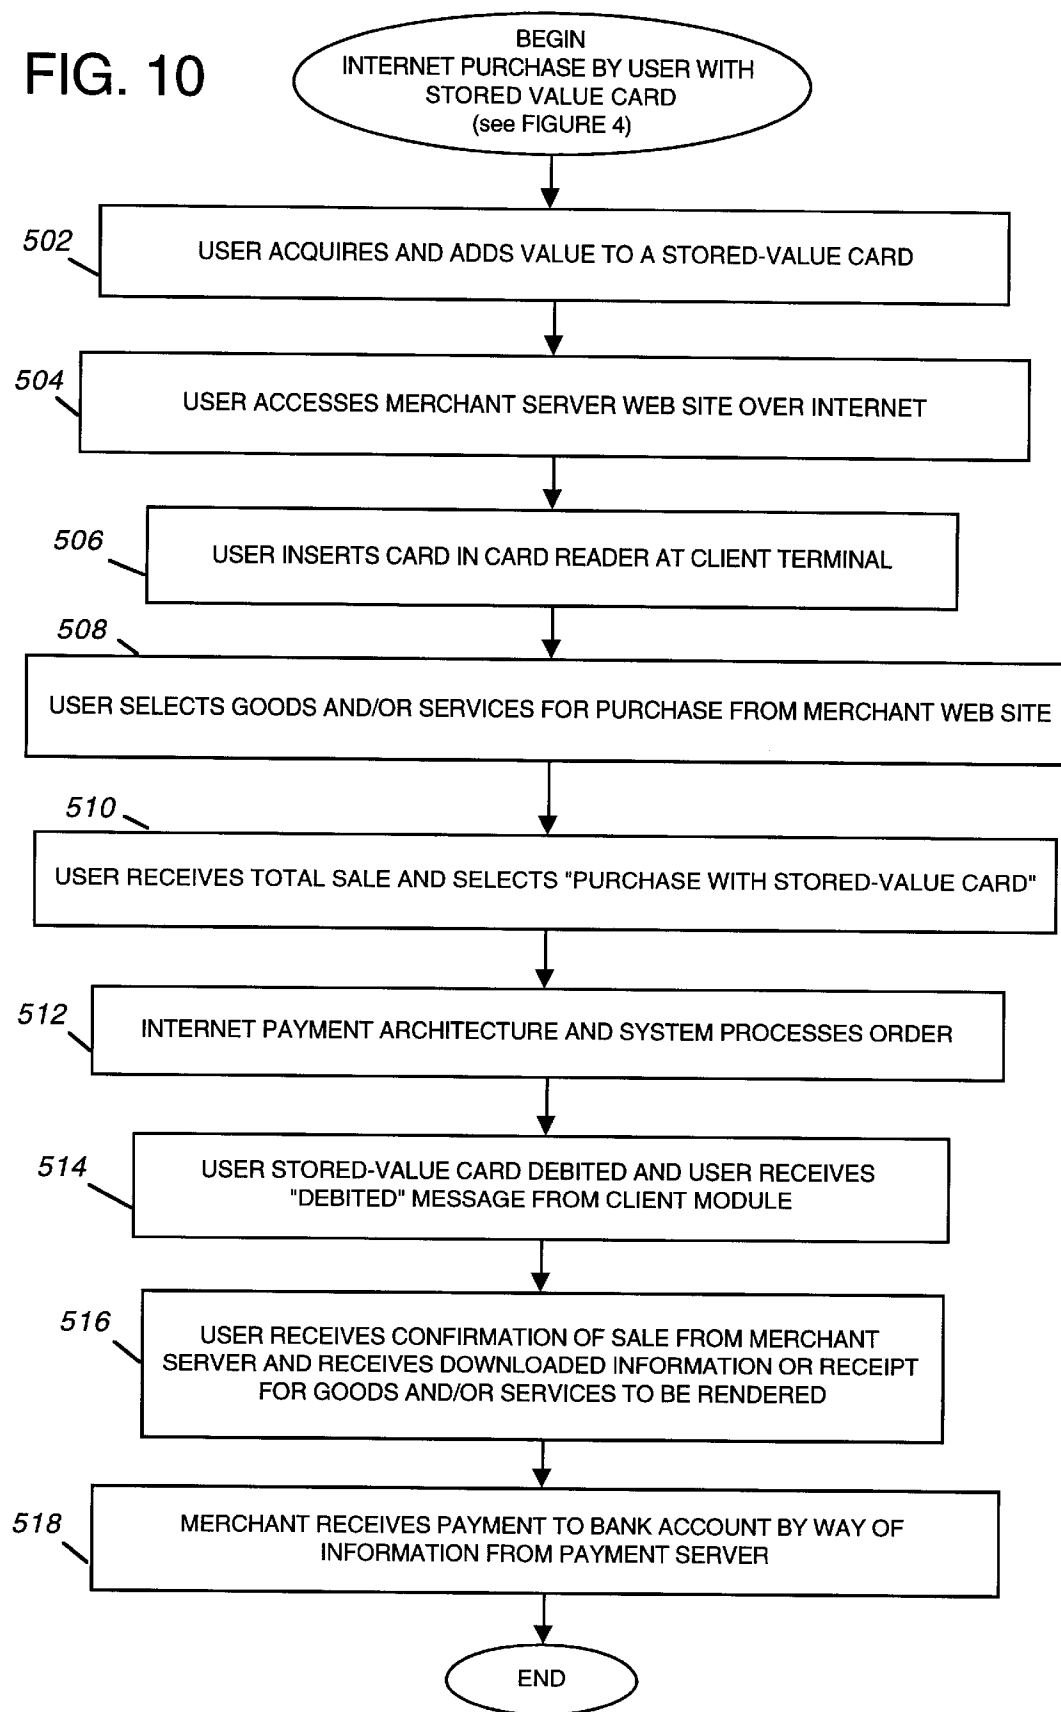 FIG. 10
BEGIN
INTERNET PURCHASE BY USER WITH
STORED VALUE CARD
(see FIGURE 4)
502
USER ACQUIRES AND ADDS VALUE TO A STORED-VALUE CARD
504
USER ACCESSES MERCHANT SERVER WEB SITE OVER INTERNET
506
USER INSERTS CARD IN CARD READER AT CLIENT TERMINAL
508
USER SELECTS GOODS AND/OR SERVICES FOR PURCHASE FROM MERCHANT WEB SITE
510
USER RECEIVES TOTAL SALE AND SELECTS "PURCHASE WITH STORED-VALUE CARD"
512
INTERNET PAYMENT ARCHITECTURE AND SYSTEM PROCESSES ORDER
514
USER STORED-VALUE CARD DEBITED AND USER RECEIVES
"DEBITED" MESSAGE FROM CLIENT MODULE
516
USER RECEIVES CONFIRMATION OF SALE FROM MERCHANT
SERVER AND RECEIVES DOWNLOADED INFORMATION OR RECEIPT
FOR GOODS AND/OR SERVICES TO BE RENDERED
518
MERCHANT RECEIVES PAYMENT TO BANK ACCOUNT BY WAY OF
INFORMATION FROM PAYMENT SERVER
END